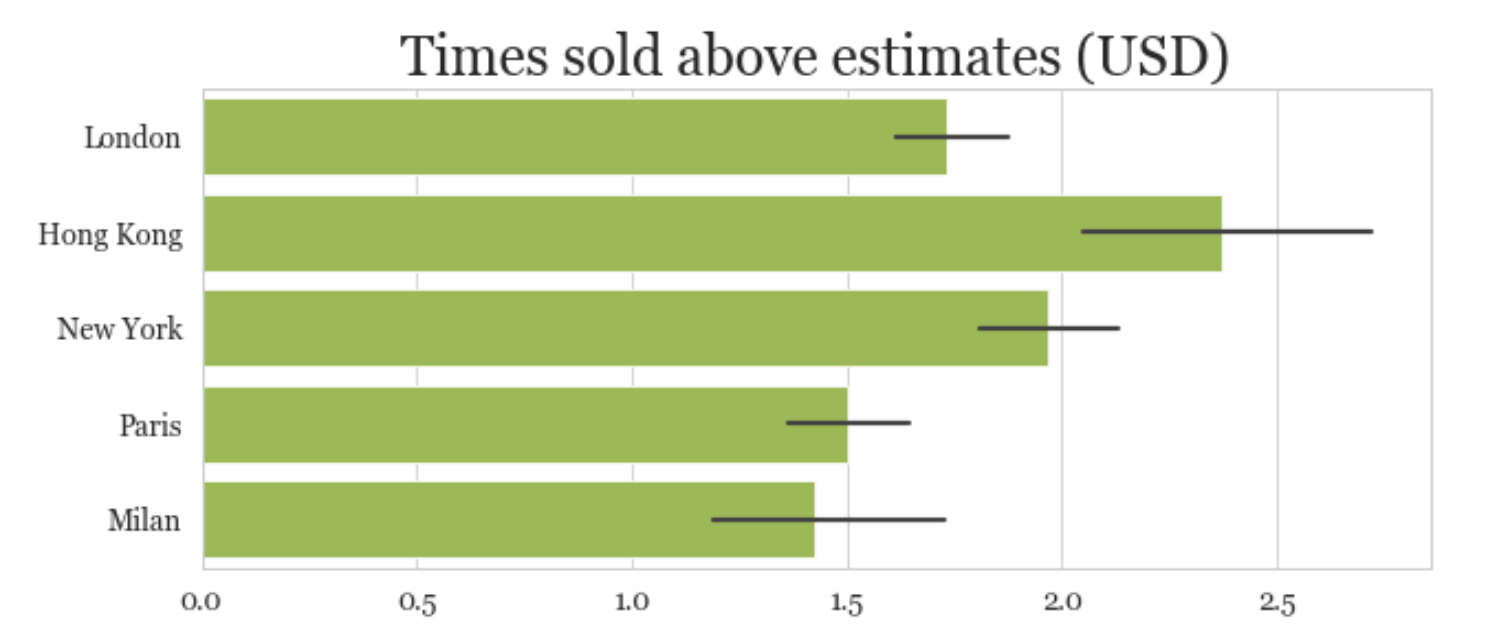 Times sold above estimates (USD)
London
Hong Kong
New York
Paris
Milan
0.0 0.5 1.0 1.5 2.0 2.5